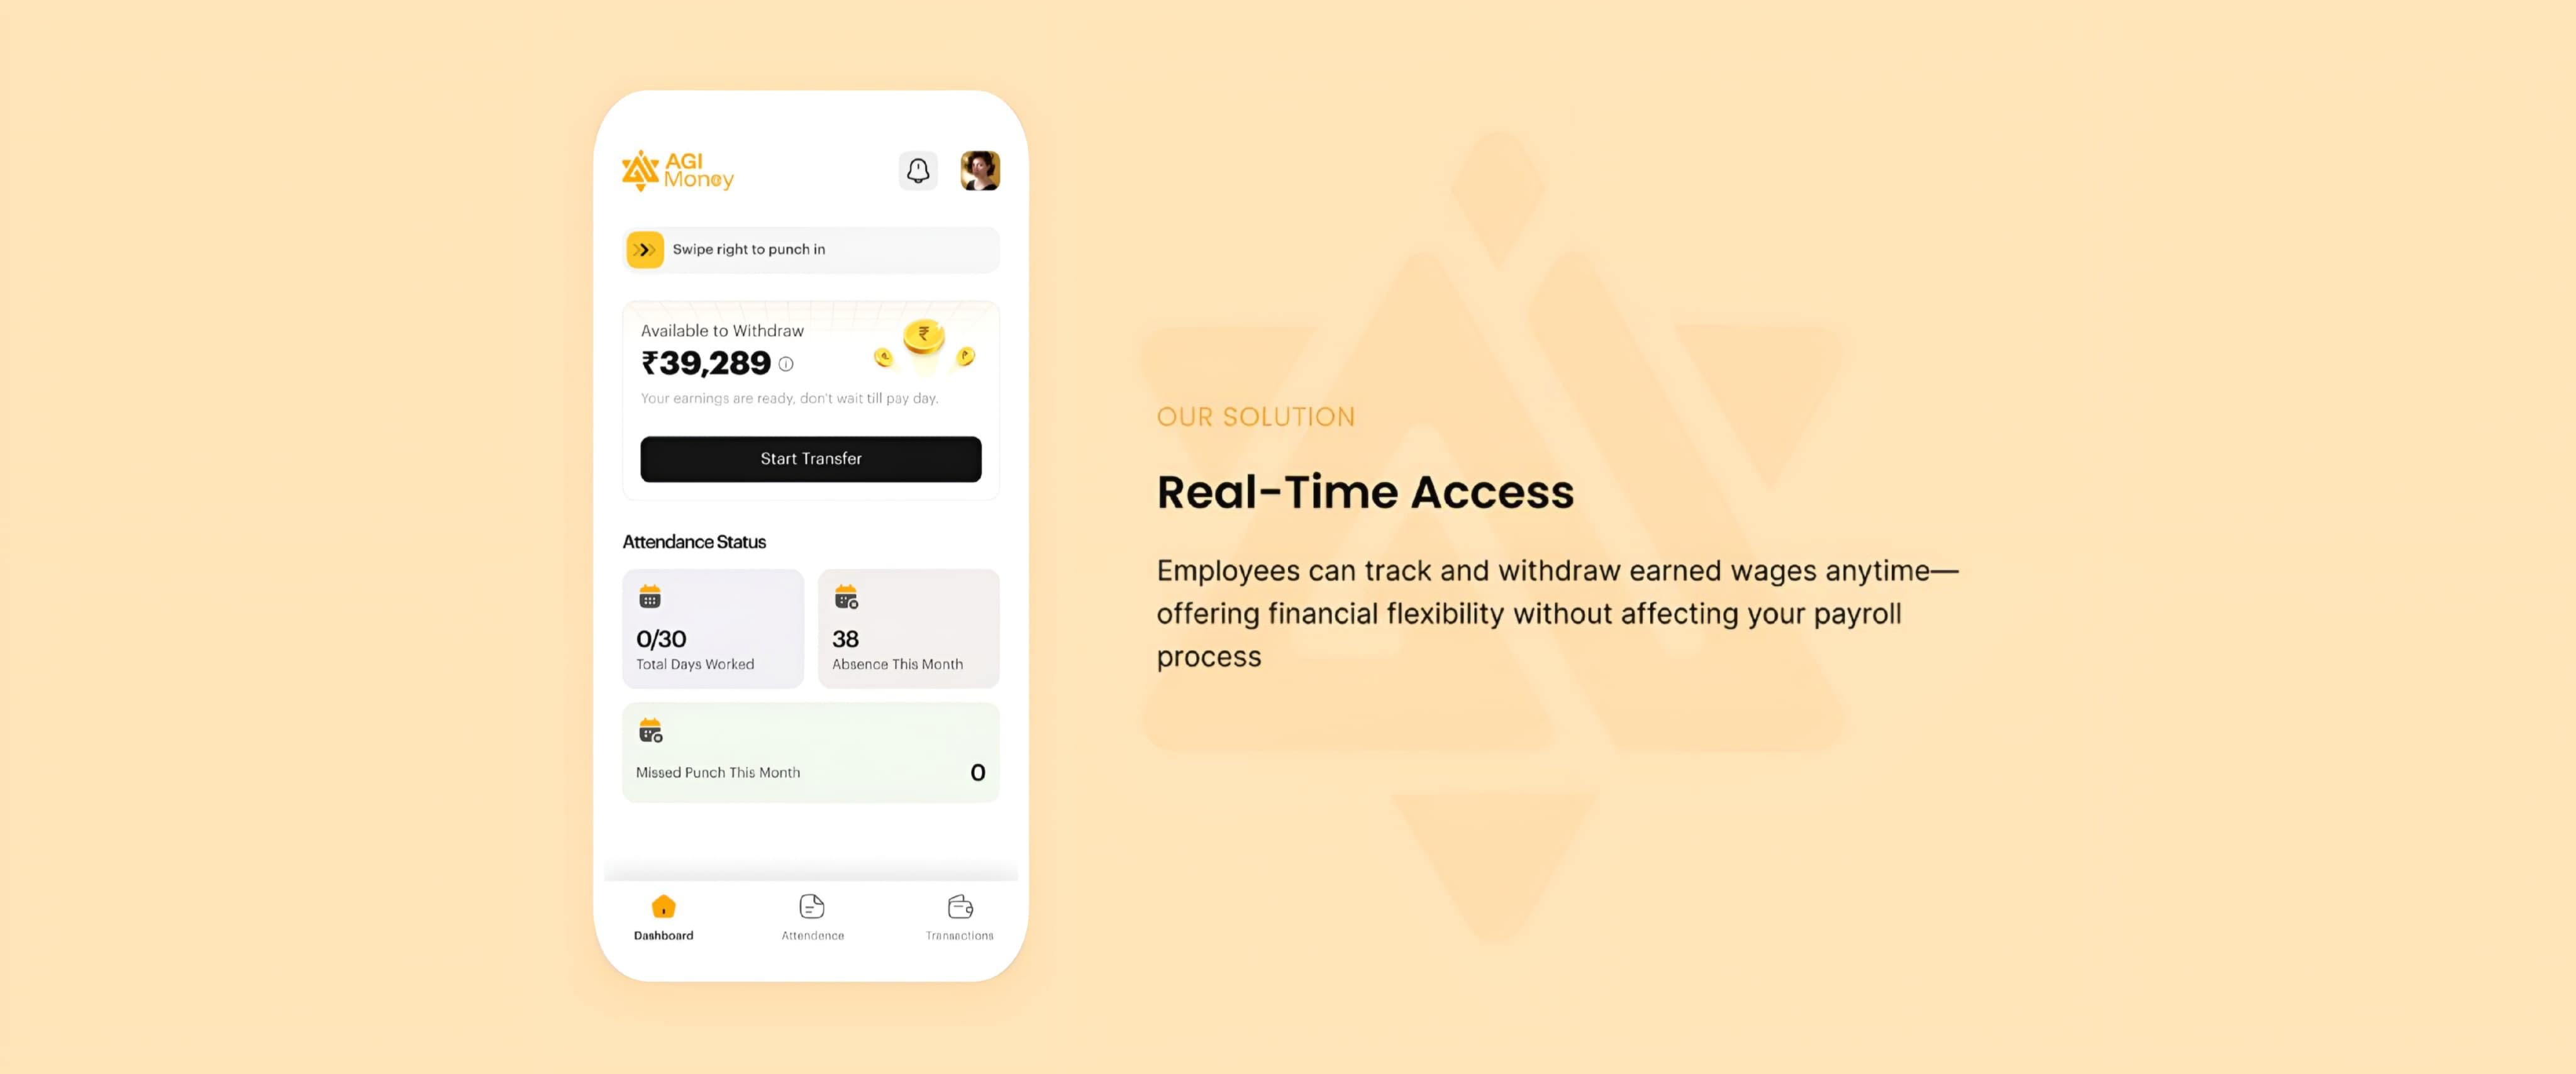 AGI
Money
Swipe right to punch in
Available to Withdraw
₹39,289
Your earnings are ready, don't wait till pay day.
Start Transfer
Attendance Status
0/30
Total Days Worked
38
Absence This Month
Missed Punch This Month
0
Dashboard
Attendence
Transactions
OUR SOLUTION
Real-Time Access
Employees can track and withdraw earned wages anytime—
offering financial flexibility without affecting your payroll
process